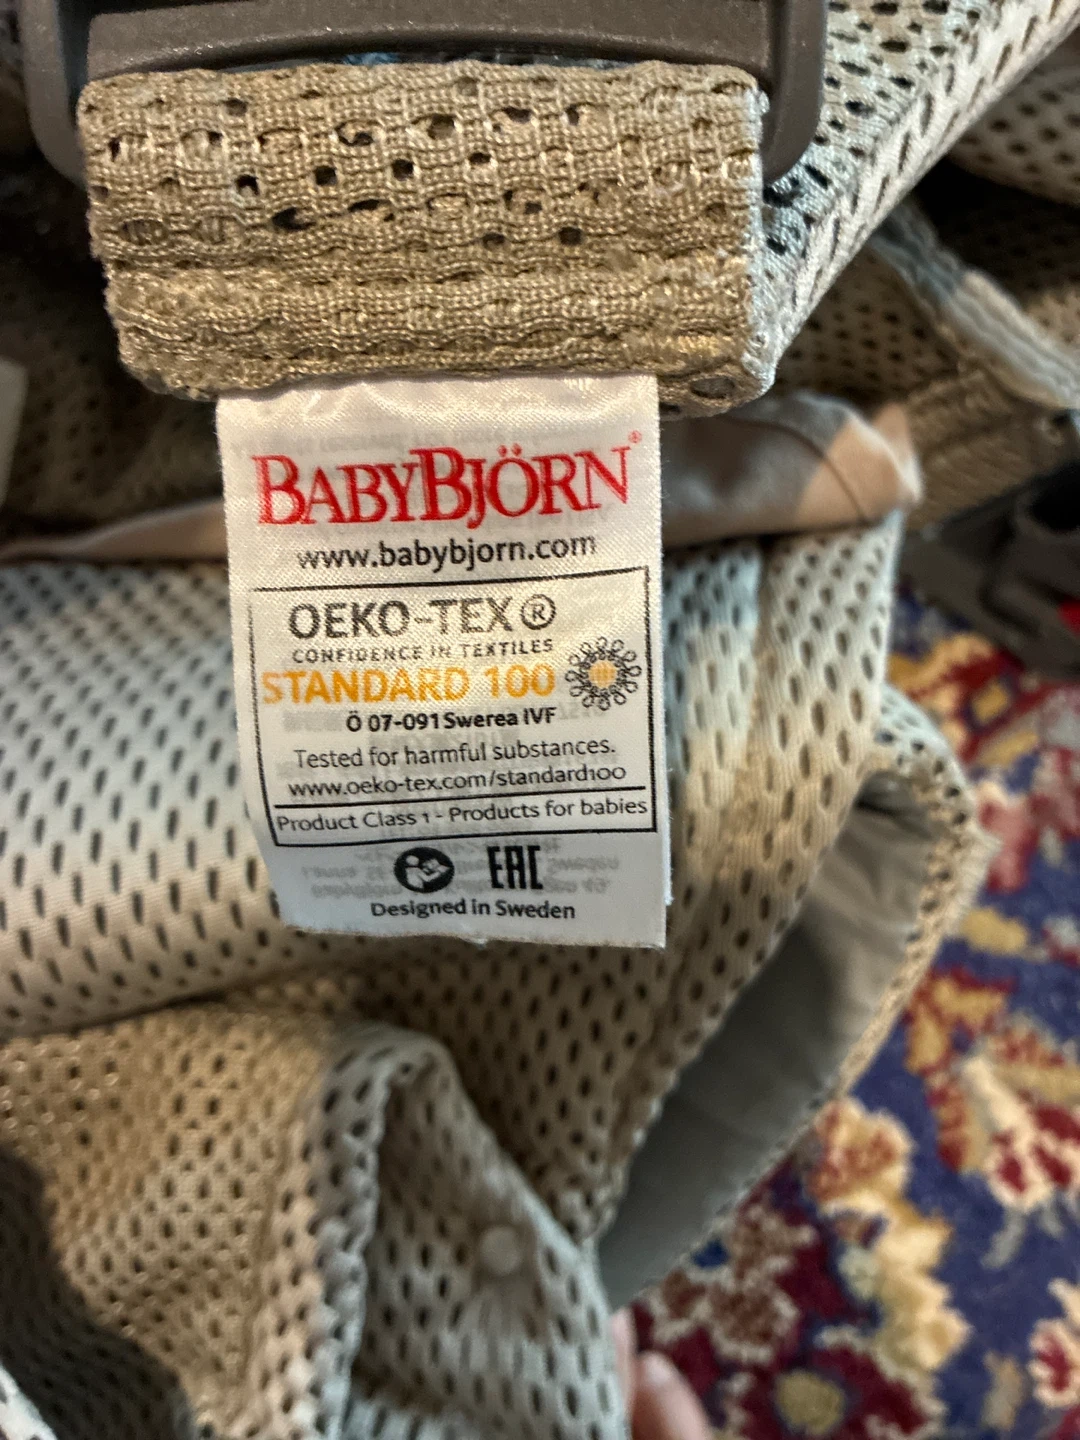 BABYBJÖRN®
www.babybjorn.com
OEKO-TEX®
CONFIDENCE IN TEXTILES
STANDARD 100
Ö 07-091 Swerea IVF
Tested for harmful substances.
www.oeko-tex.com/standard100
Product Class 1 - Products for babies
EAC
Designed in Sweden